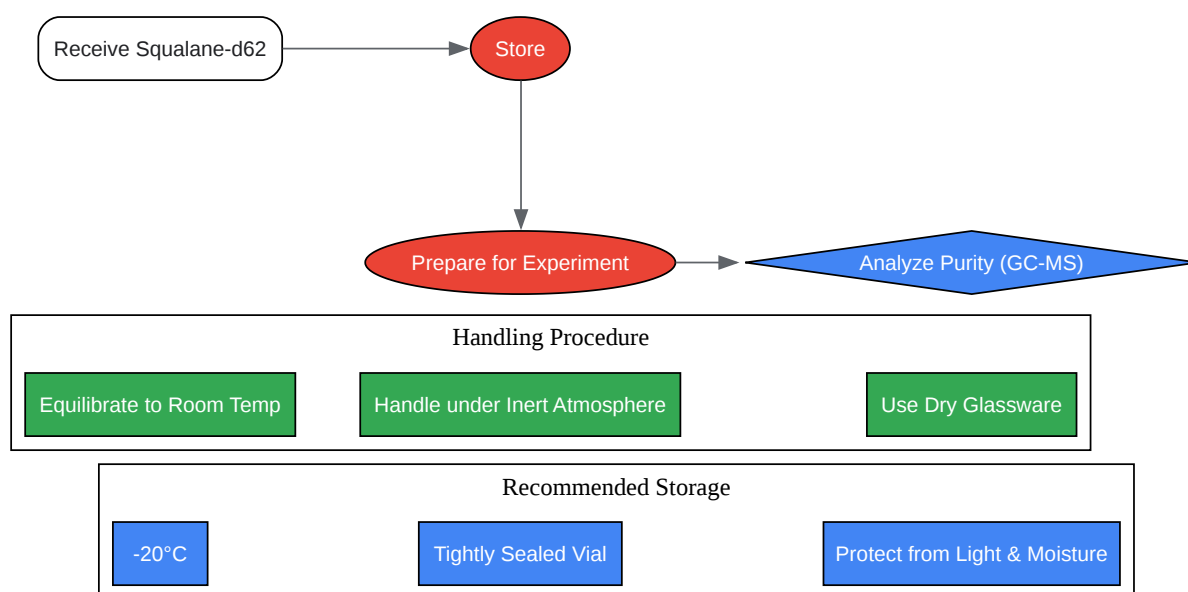 Receive Squalane-d62
Store
Prepare for Experiment
Analyze Purity (GC-MS)
Handling Procedure
Equilibrate to Room Temp
Handle under Inert Atmosphere
Use Dry Glassware
Recommended Storage
-20°C
Tightly Sealed Vial
Protect from Light & Moisture